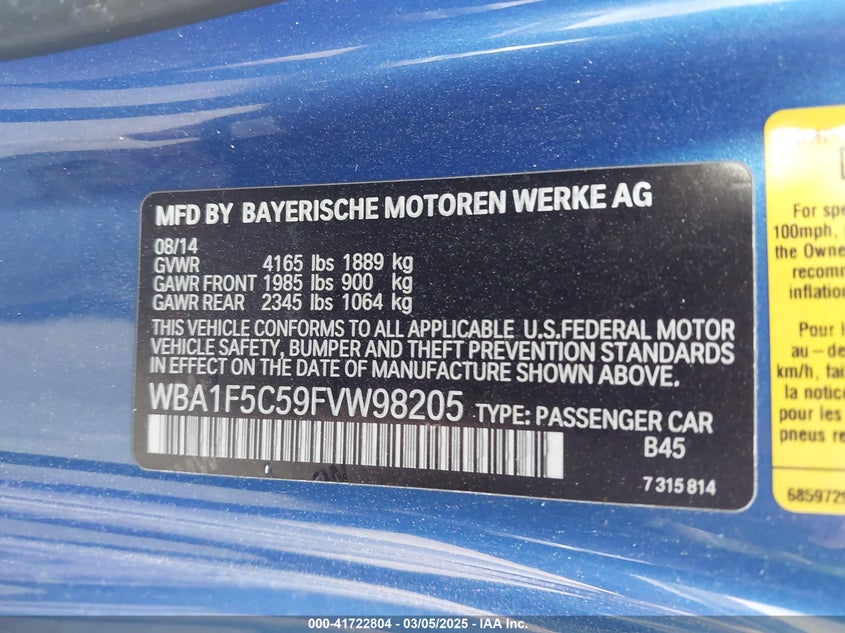 MFD BY BAYERISCHE MOTOREN WERKE AG
08/14
GVWR 4165 lbs 1889 kg
GAWR FRONT 1985 lbs 900 kg
GAWR REAR 2345 lbs 1064 kg
THIS VEHICLE CONFORMS TO ALL APPLICABLE U.S.FEDERAL MOTOR
VEHICLE SAFETY, BUMPER AND THEFT PREVENTION STANDARDS
IN EFFECT ON THE DATE OF MANUFACTURE SHOWN ABOVE.
WBA1F5C59FVW98205 TYPE: PASSENGER CAR
B45
7 315 814
For spe
100mph,
the Owne
recomm
inflation
Pour l
au-de
km/h, fai
la notice
pour les
pneus re
6859729
000-41722804 — 03/05/2025 — IAA Inc.